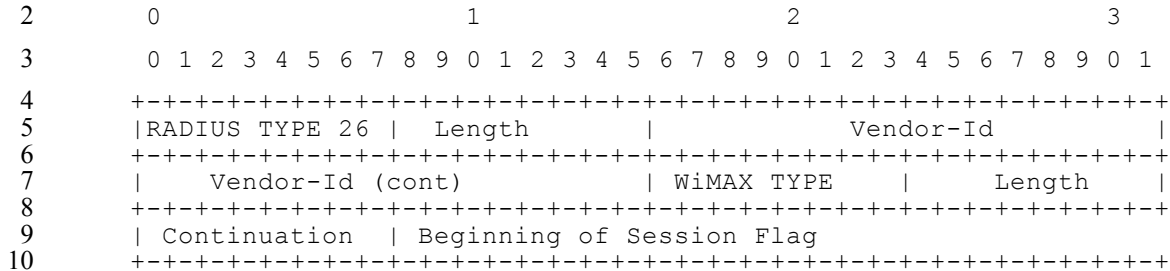 2 0 1 2 3
3 0 1 2 3 4 5 6 7 8 9 0 1 2 3 4 5 6 7 8 9 0 1 2 3 4 5 6 7 8 9 0 1
4 +-+-+-+-+-+-+-+-+-+-+-+-+-+-+-+-+-+-+-+-+-+-+-+-+-+-+-+-+-+-+-+-+
5 |RADIUS TYPE 26 | Length | Vendor-Id |
6 +-+-+-+-+-+-+-+-+-+-+-+-+-+-+-+-+-+-+-+-+-+-+-+-+-+-+-+-+-+-+-+-+
7 | Vendor-Id (cont) | WiMAX TYPE | Length |
8 +-+-+-+-+-+-+-+-+-+-+-+-+-+-+-+-+-+-+-+-+-+-+-+-+-+-+-+-+-+-+-+-+
9 | Continuation | Beginning of Session Flag
10 +-+-+-+-+-+-+-+-+-+-+-+-+-+-+-+-+-+-+-+-+-+-+-+-+-+-+-+-+-+-+-+-+